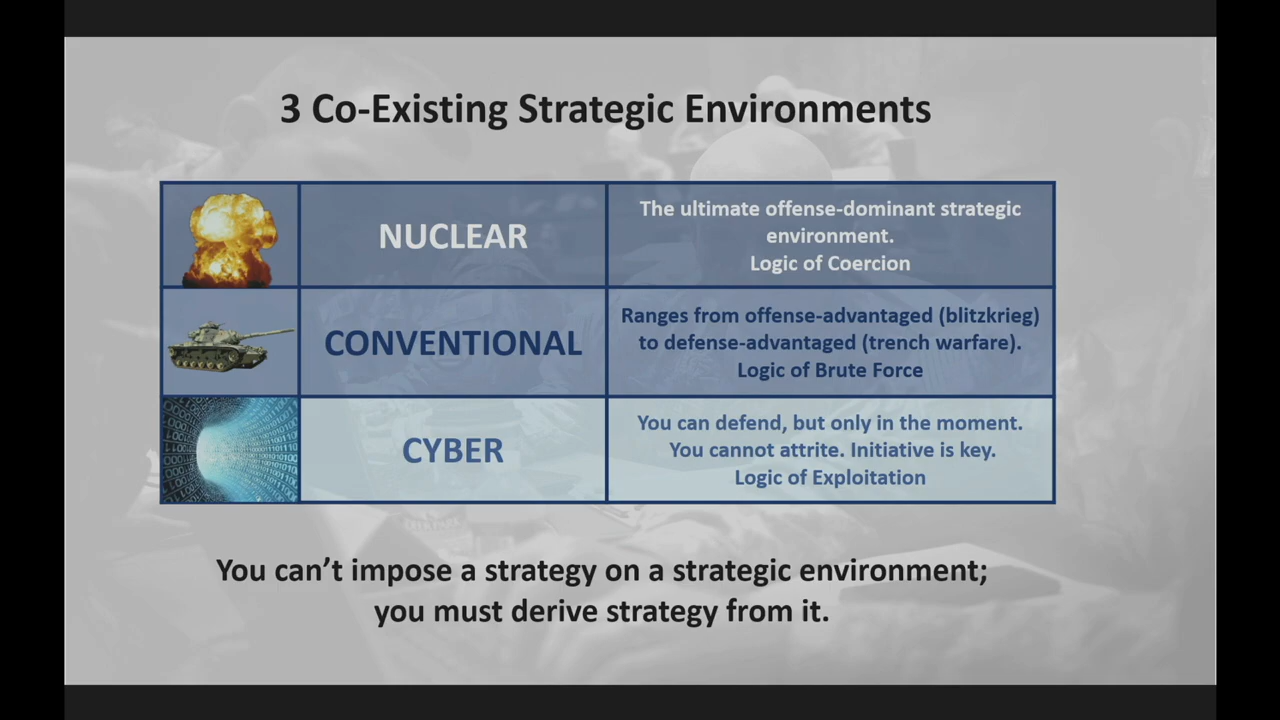 3 Co-Existing Strategic Environments
NUCLEAR
The ultimate offense-dominant strategic
environment.
Logic of Coercion
CONVENTIONAL
Ranges from offense-advantaged (blitzkrieg)
to defense-advantaged (trench warfare).
Logic of Brute Force
CYBER
You can defend, but only in the moment.
You cannot attrite. Initiative is key.
Logic of Exploitation
You can’t impose a strategy on a strategic environment;
you must derive strategy from it.